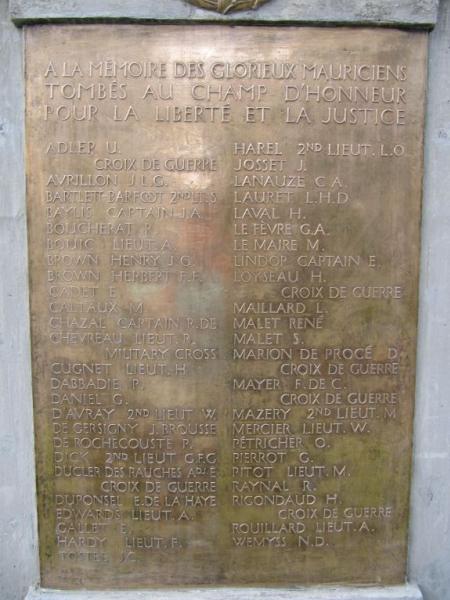 A LA MÉMOIRE DES GLORIEUX MAURICIENS
TOMBÉS AU CHAMP D'HONNEUR
POUR LA LIBERTÉ ET LA JUSTICE
ADLER U.
CROIX DE GUERRE
AVRILLON J.L.G.
BARTLETT BARFOOT 2ND LT. S
BAYLIS CAPTAIN J.A.
BOUCHERAT R.
BOUIC LIEUT. A.
BROWN HENRY J.G.
BROWN HERBERT F.F.
CADET E.
CALTAUX M.
CHAZAL CAPTAIN R. DE
CHEVREAU LIEUT. R.
MILITARY CROSS
CUGNET LIEUT. H.
DABBADIE R.
DANIEL G.
D'AVRAY 2ND LIEUT W.
DE GERSIGNY J. BROUSSE
DE ROCHECOUSTE P.
DICK 2ND LIEUT G.F.G
DUCLER DES RAUCHES
CROIX DE GUERRE
DUPONSEL E. DE LA HAYE
EDWARDS LIEUT. A.
GALLET E.
HARDY LIEUT. F.
HAREL 2ND LIEUT. L.O
JOSSET J.
LANAUZE C.A.
LAURET L.H.D
LAVAL H.
LE FÈVRE G.A.
LE MAIRE M.
LINDOP CAPTAIN E.
LOYSEAU H.
CROIX DE GUERRE
MAILLARD L.
MALET RENÉ
MALET S.
MARION DE PROCÉ D
CROIX DE GUERRE
MAYER F. DE C.
CROIX DE GUERRE
MAZERY 2ND LIEUT. M
MERCIER LIEUT. W.
PÉTRICHER O.
PIERROT G.
PITOT LIEUT. M.
RAYNAL R.
RIGONDAUD H.
CROIX DE GUERRE
ROUILLARD LIEUT. A.
WEMYSS N.D.